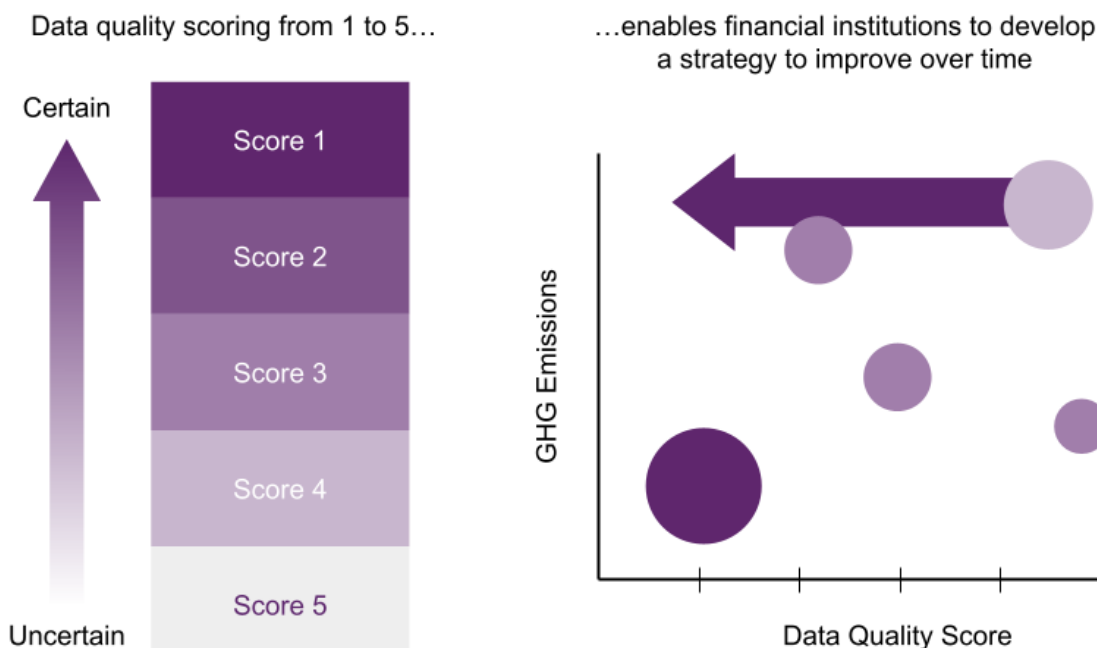 Data quality scoring from 1 to 5…
Certain
Score 1
Score 2
Score 3
Score 4
Score 5
Uncertain
…enables financial institutions to develop
a strategy to improve over time
GHG Emissions
Data Quality Score